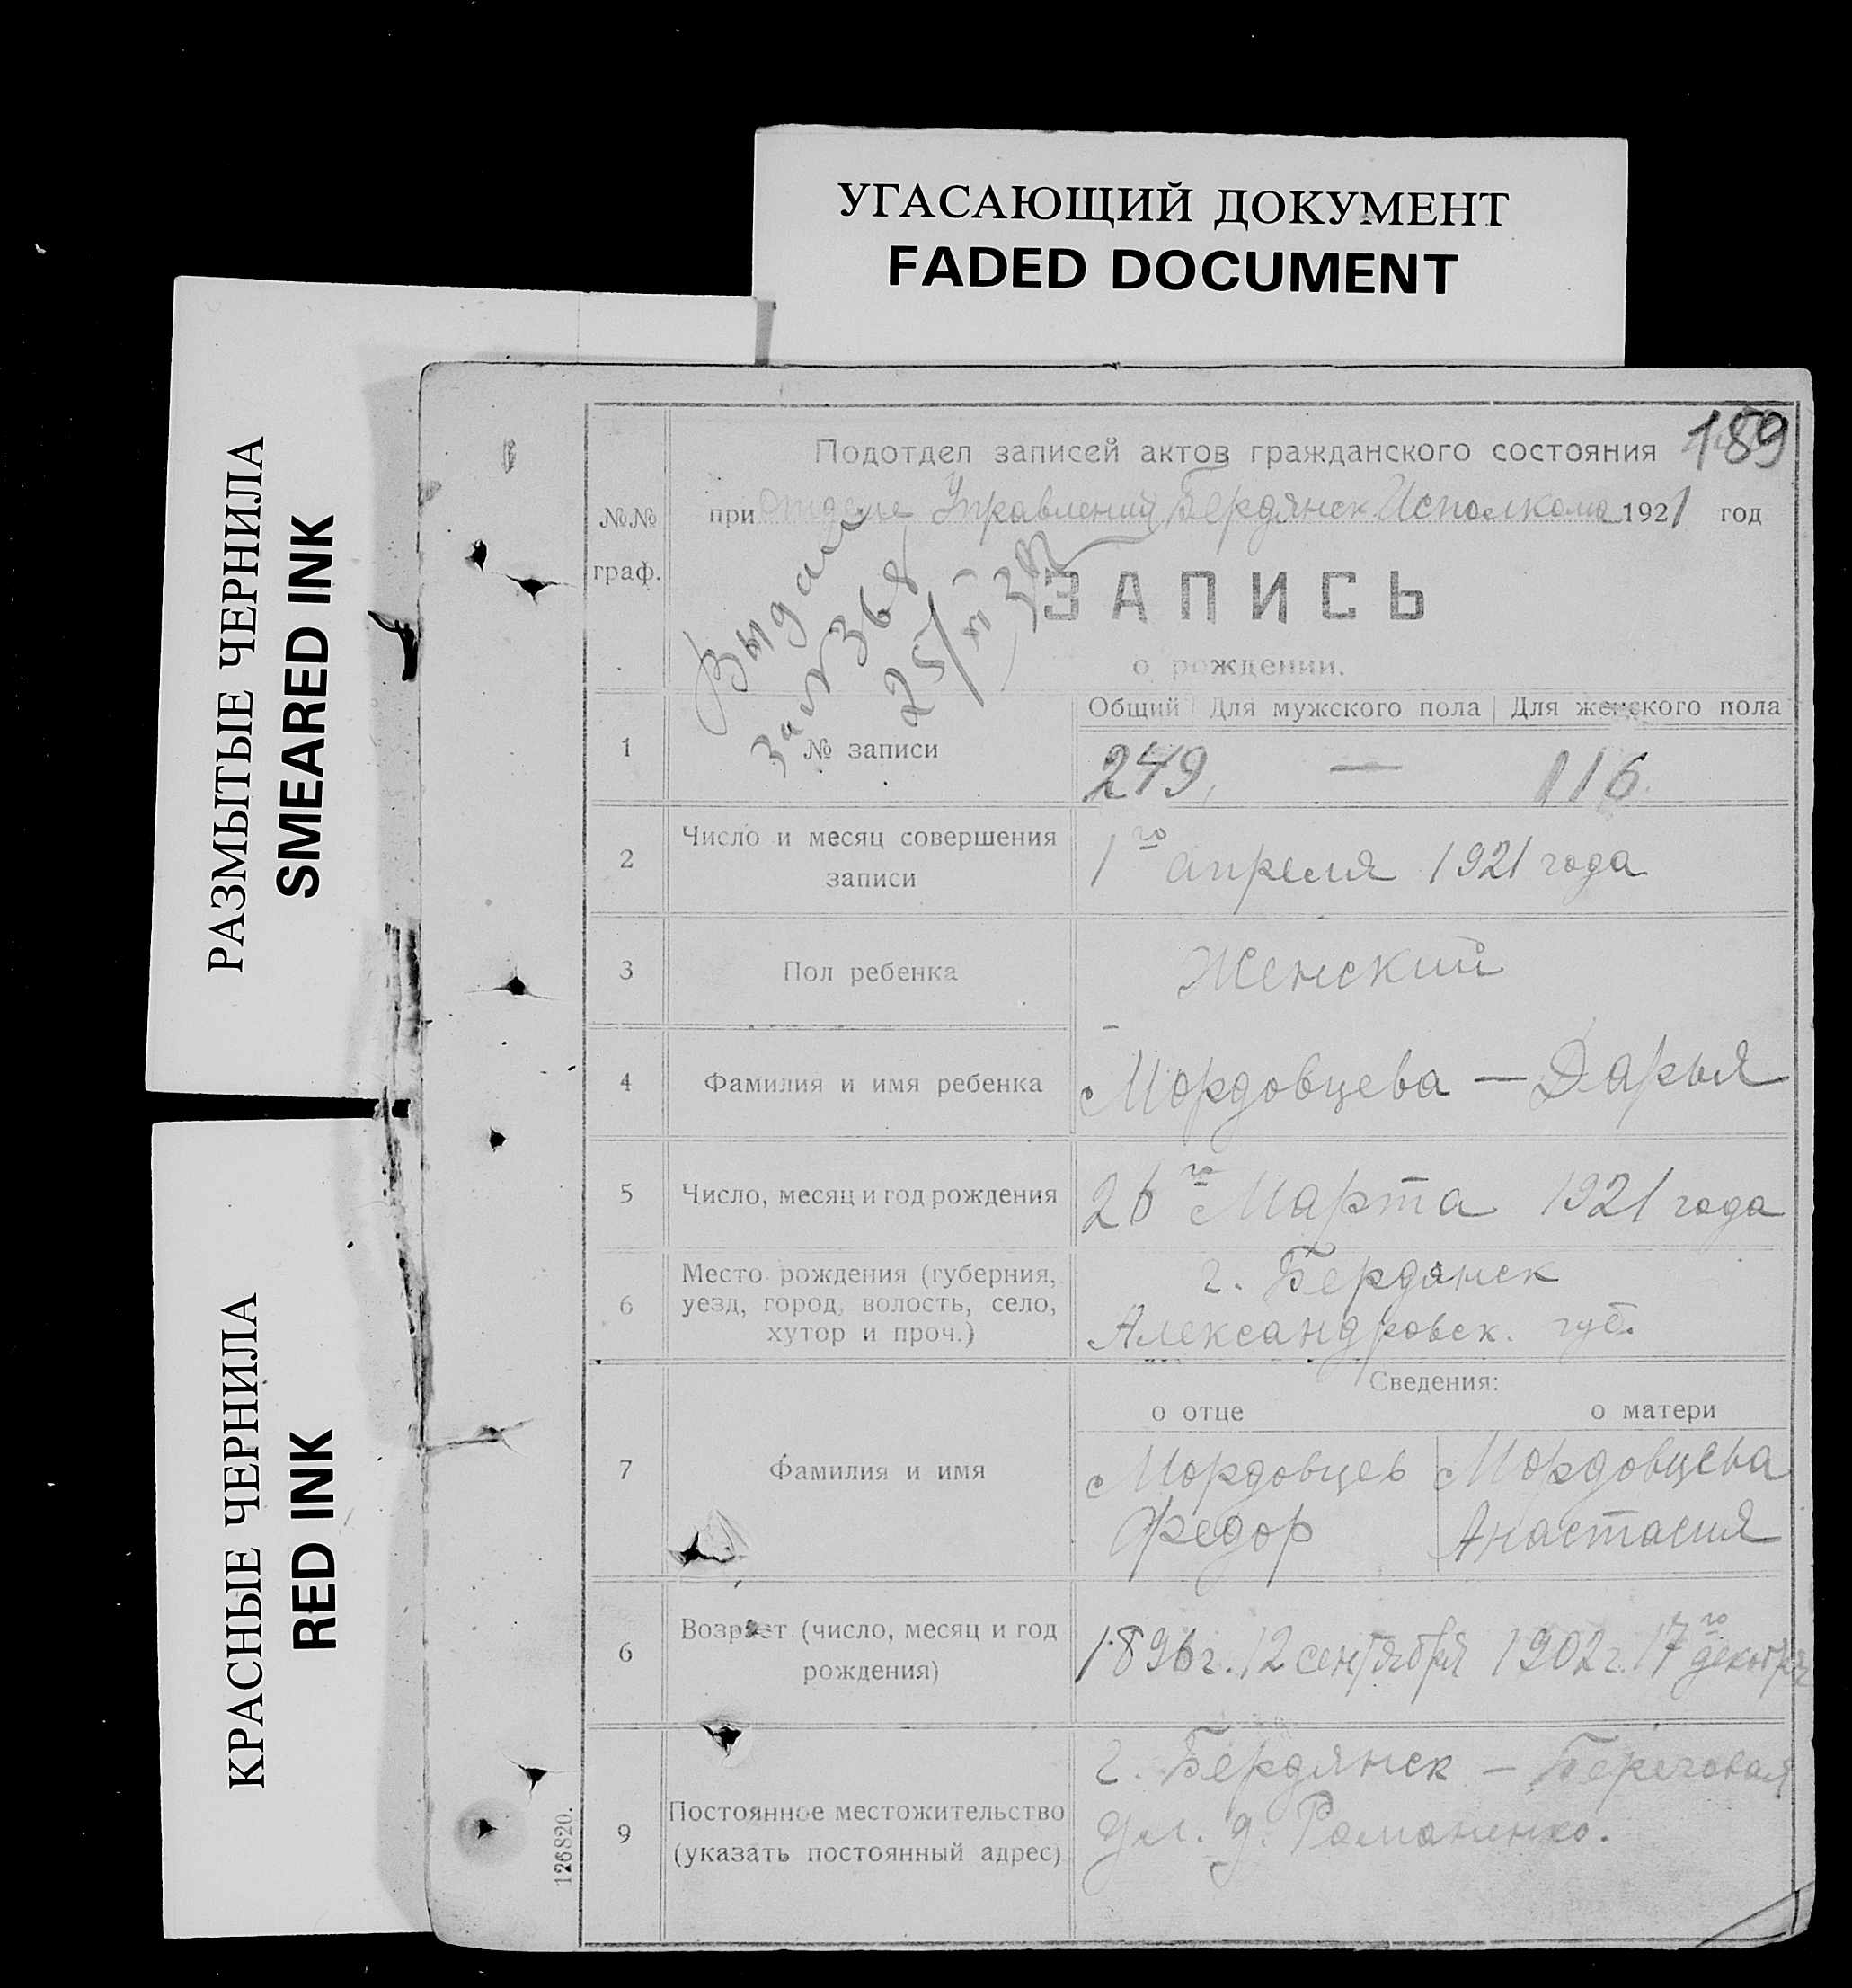 УГАСАЮЩИЙ ДОКУМЕНТ
FADED DOCUMENT
РАЗМЫТЫЕ ЧЕРНИЛА
SMEARED INK
КРАСНЫЕ ЧЕРНИЛА
RED INK
189
Подотдел записей актов гражданского состояния
при отделе Управления Бердянск Исполкома 1921 год
№№
граф.
ЗАПИСЬ
о рождении.
за № 368
Общий Для мужского пола Для женского пола
1 № записи 249, — 116.
2 Число и месяц совершения записи
1го апреля 1921 года
3 Пол ребенка Женский
4 Фамилия и имя ребенка Мордовцева — Дарья
5 Число, месяц и год рождения 26го Марта 1921 года
6 Место рождения (губерния,
уезд, город, волость, село,
хутор и проч.)
г. Бердянск
Александровск. губ.
Сведения:
о отце о матери
7 Фамилия и имя
Мордовцев Мордовцева
Федор Анастасия
6 Возраст (число, месяц и год
рождения)
1896 г. 12 сентября 1902 г. 17го декабря
9 Постоянное местожительство
(указать постоянный адрес)
г. Бердянск —
ул. д. Романенко.
126820.